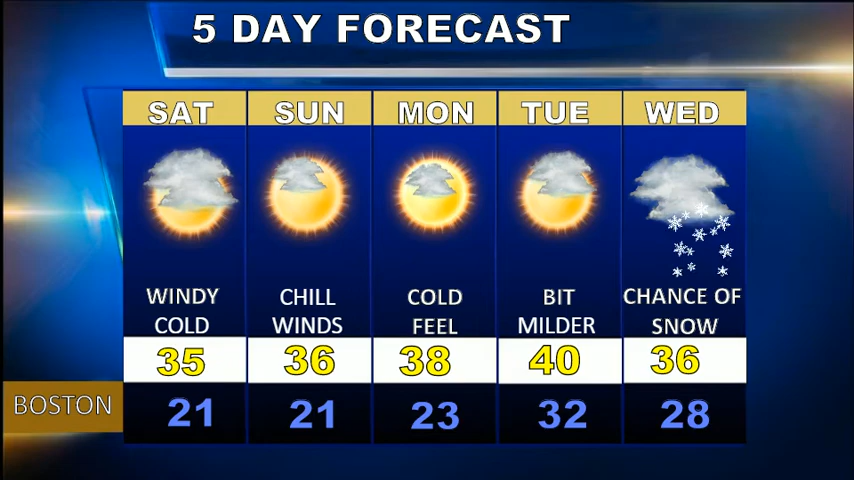 5 DAY FORECAST
SAT SUN MON TUE WED
WINDY COLD
CHILL WINDS
COLD FEEL
BIT MILDER
CHANCE OF SNOW
35 36 38 40 36
BOSTON 21 21 23 32 28